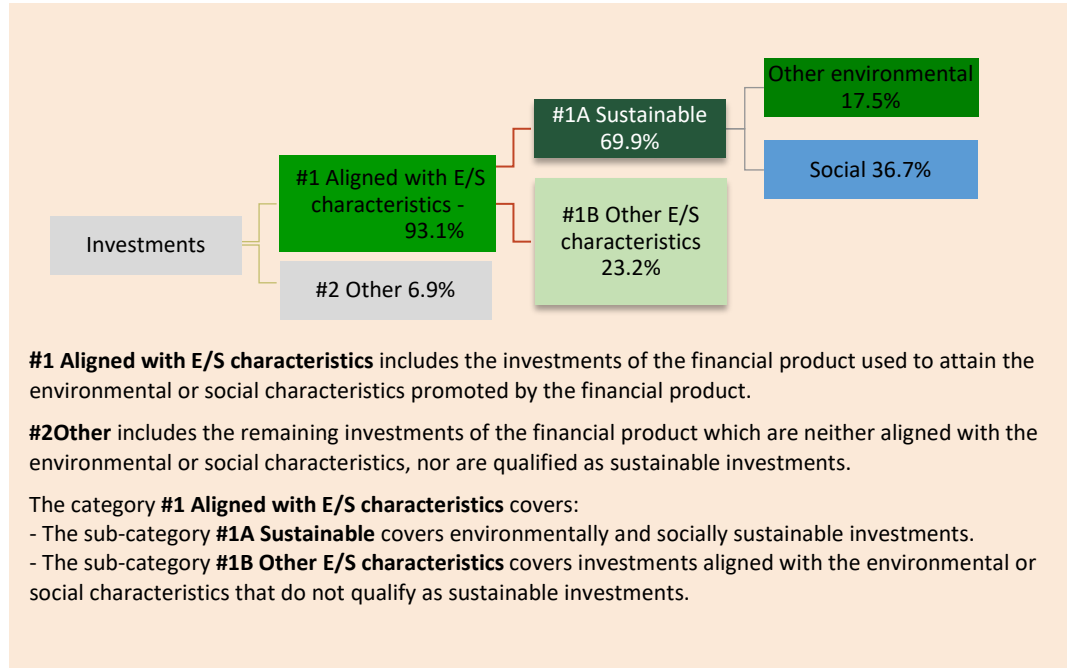 Other environmental
17.5%
#1A Sustainable
69.9%
Social 36.7%
#1 Aligned with E/S
characteristics -
93.1%
#1B Other E/S
characteristics
23.2%
Investments
#2 Other 6.9%
#1 Aligned with E/S characteristics includes the investments of the financial product used to attain the
environmental or social characteristics promoted by the financial product.
#2Other includes the remaining investments of the financial product which are neither aligned with the
environmental or social characteristics, nor are qualified as sustainable investments.
The category #1 Aligned with E/S characteristics covers:
- The sub-category #1A Sustainable covers environmentally and socially sustainable investments.
- The sub-category #1B Other E/S characteristics covers investments aligned with the environmental or
social characteristics that do not qualify as sustainable investments.